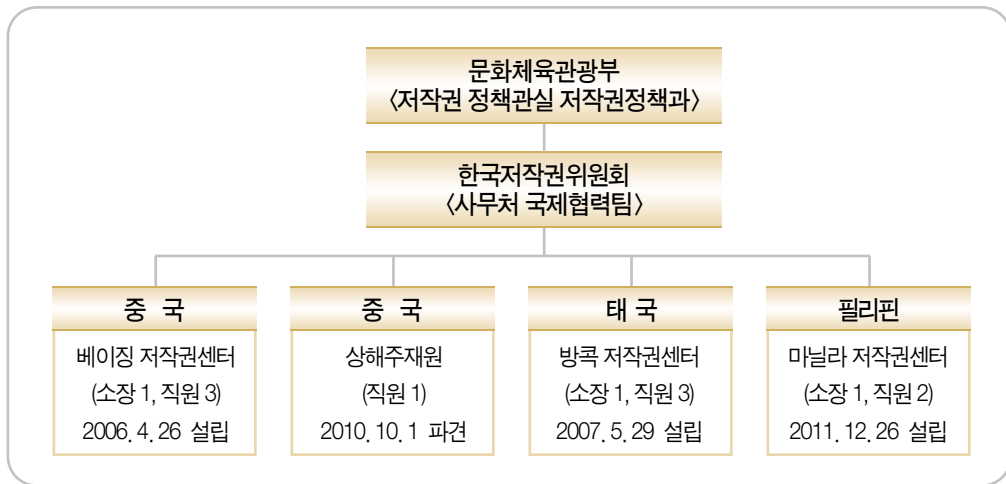 문화체육관광부
〈저작권 정책관실 저작권정책과〉
한국저작권위원회
〈사무처 국제협력팀〉
중 국
베이징 저작권센터
(소장 1, 직원 3)
2006. 4. 26 설립
중 국
상해주재원
(직원 1)
2010. 10. 1 파견
태 국
방콕 저작권센터
(소장 1, 직원 3)
2007. 5. 29 설립
필리핀
마닐라 저작권센터
(소장 1, 직원 2)
2011. 12. 26 설립